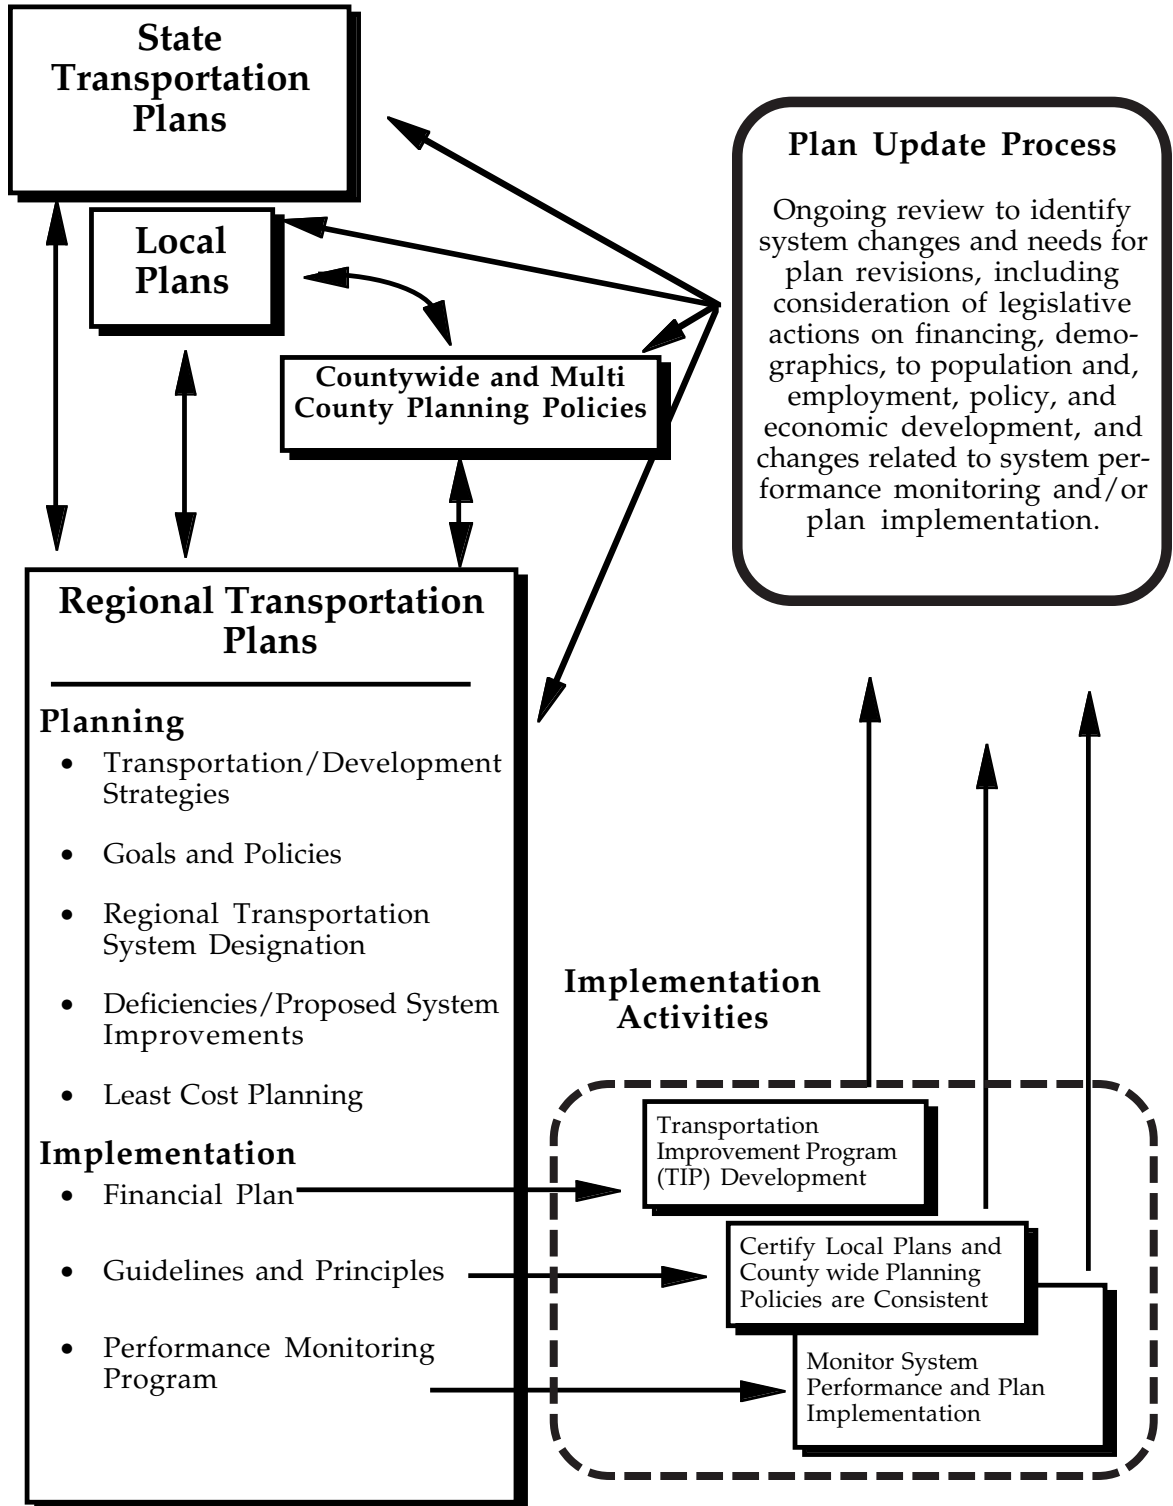 State
Transportation
Plans
Local
Plans
Countywide and Multi
County Planning Policies
Plan Update Process
Ongoing review to identify
system changes and needs for
plan revisions, including
consideration of legislative
actions on financing, demo-
graphics, to population and,
employment, policy, and
economic development, and
changes related to system per-
formance monitoring and/or
plan implementation.
Regional Transportation
Plans
Planning
• Transportation/Development
Strategies
• Goals and Policies
• Regional Transportation
System Designation
• Deficiencies/Proposed System
Improvements
• Least Cost Planning
Implementation
• Financial Plan
• Guidelines and Principles
• Performance Monitoring
Program
Implementation
Activities
Transportation
Improvement Program
(TIP) Development
Certify Local Plans and
County wide Planning
Policies are Consistent
Monitor System
Performance and Plan
Implementation